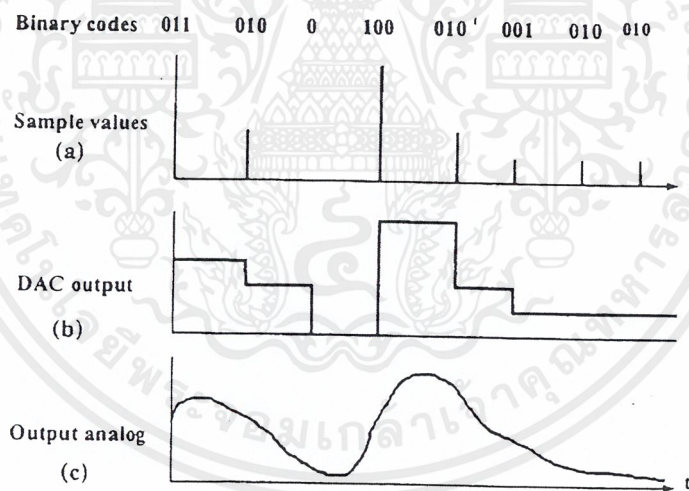 Binary codes 011 010 0 100 010 ' 001 010 010
Sample values
(a)
DAC output
(b)
Output analog
(c)
t